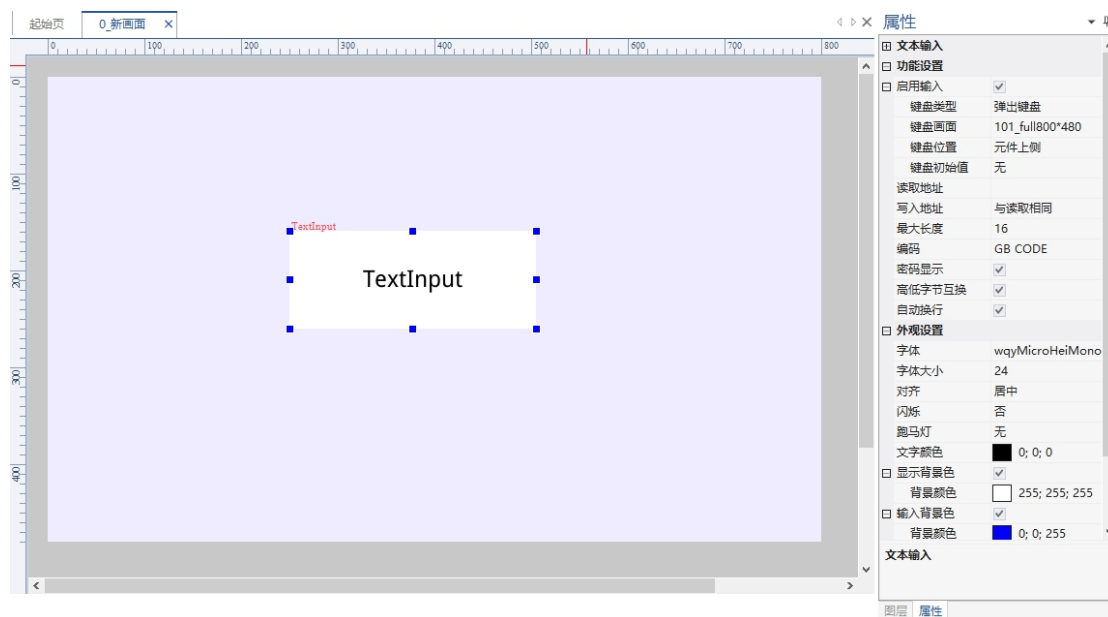 起始页
0_新画面
属性
0
100
200
300
400
500
600
700
800
0
100
200
300
400
TextInput
TextInput
文本输入
功能设置
启用输入
键盘类型 弹出键盘
键盘画面 101_full800*480
键盘位置 元件上侧
键盘初始值 无
读取地址
写入地址 与读取相同
最大长度 16
编码 GB CODE
密码显示
高低字节互换
自动换行
外观设置
字体 wqyMicroHeiMono
字体大小 24
对齐 居中
闪烁 否
跑马灯 无
文字颜色 0; 0; 0
显示背景色
背景颜色 255; 255; 255
输入背景色
背景颜色 0; 0; 255
文本输入
图层 属性